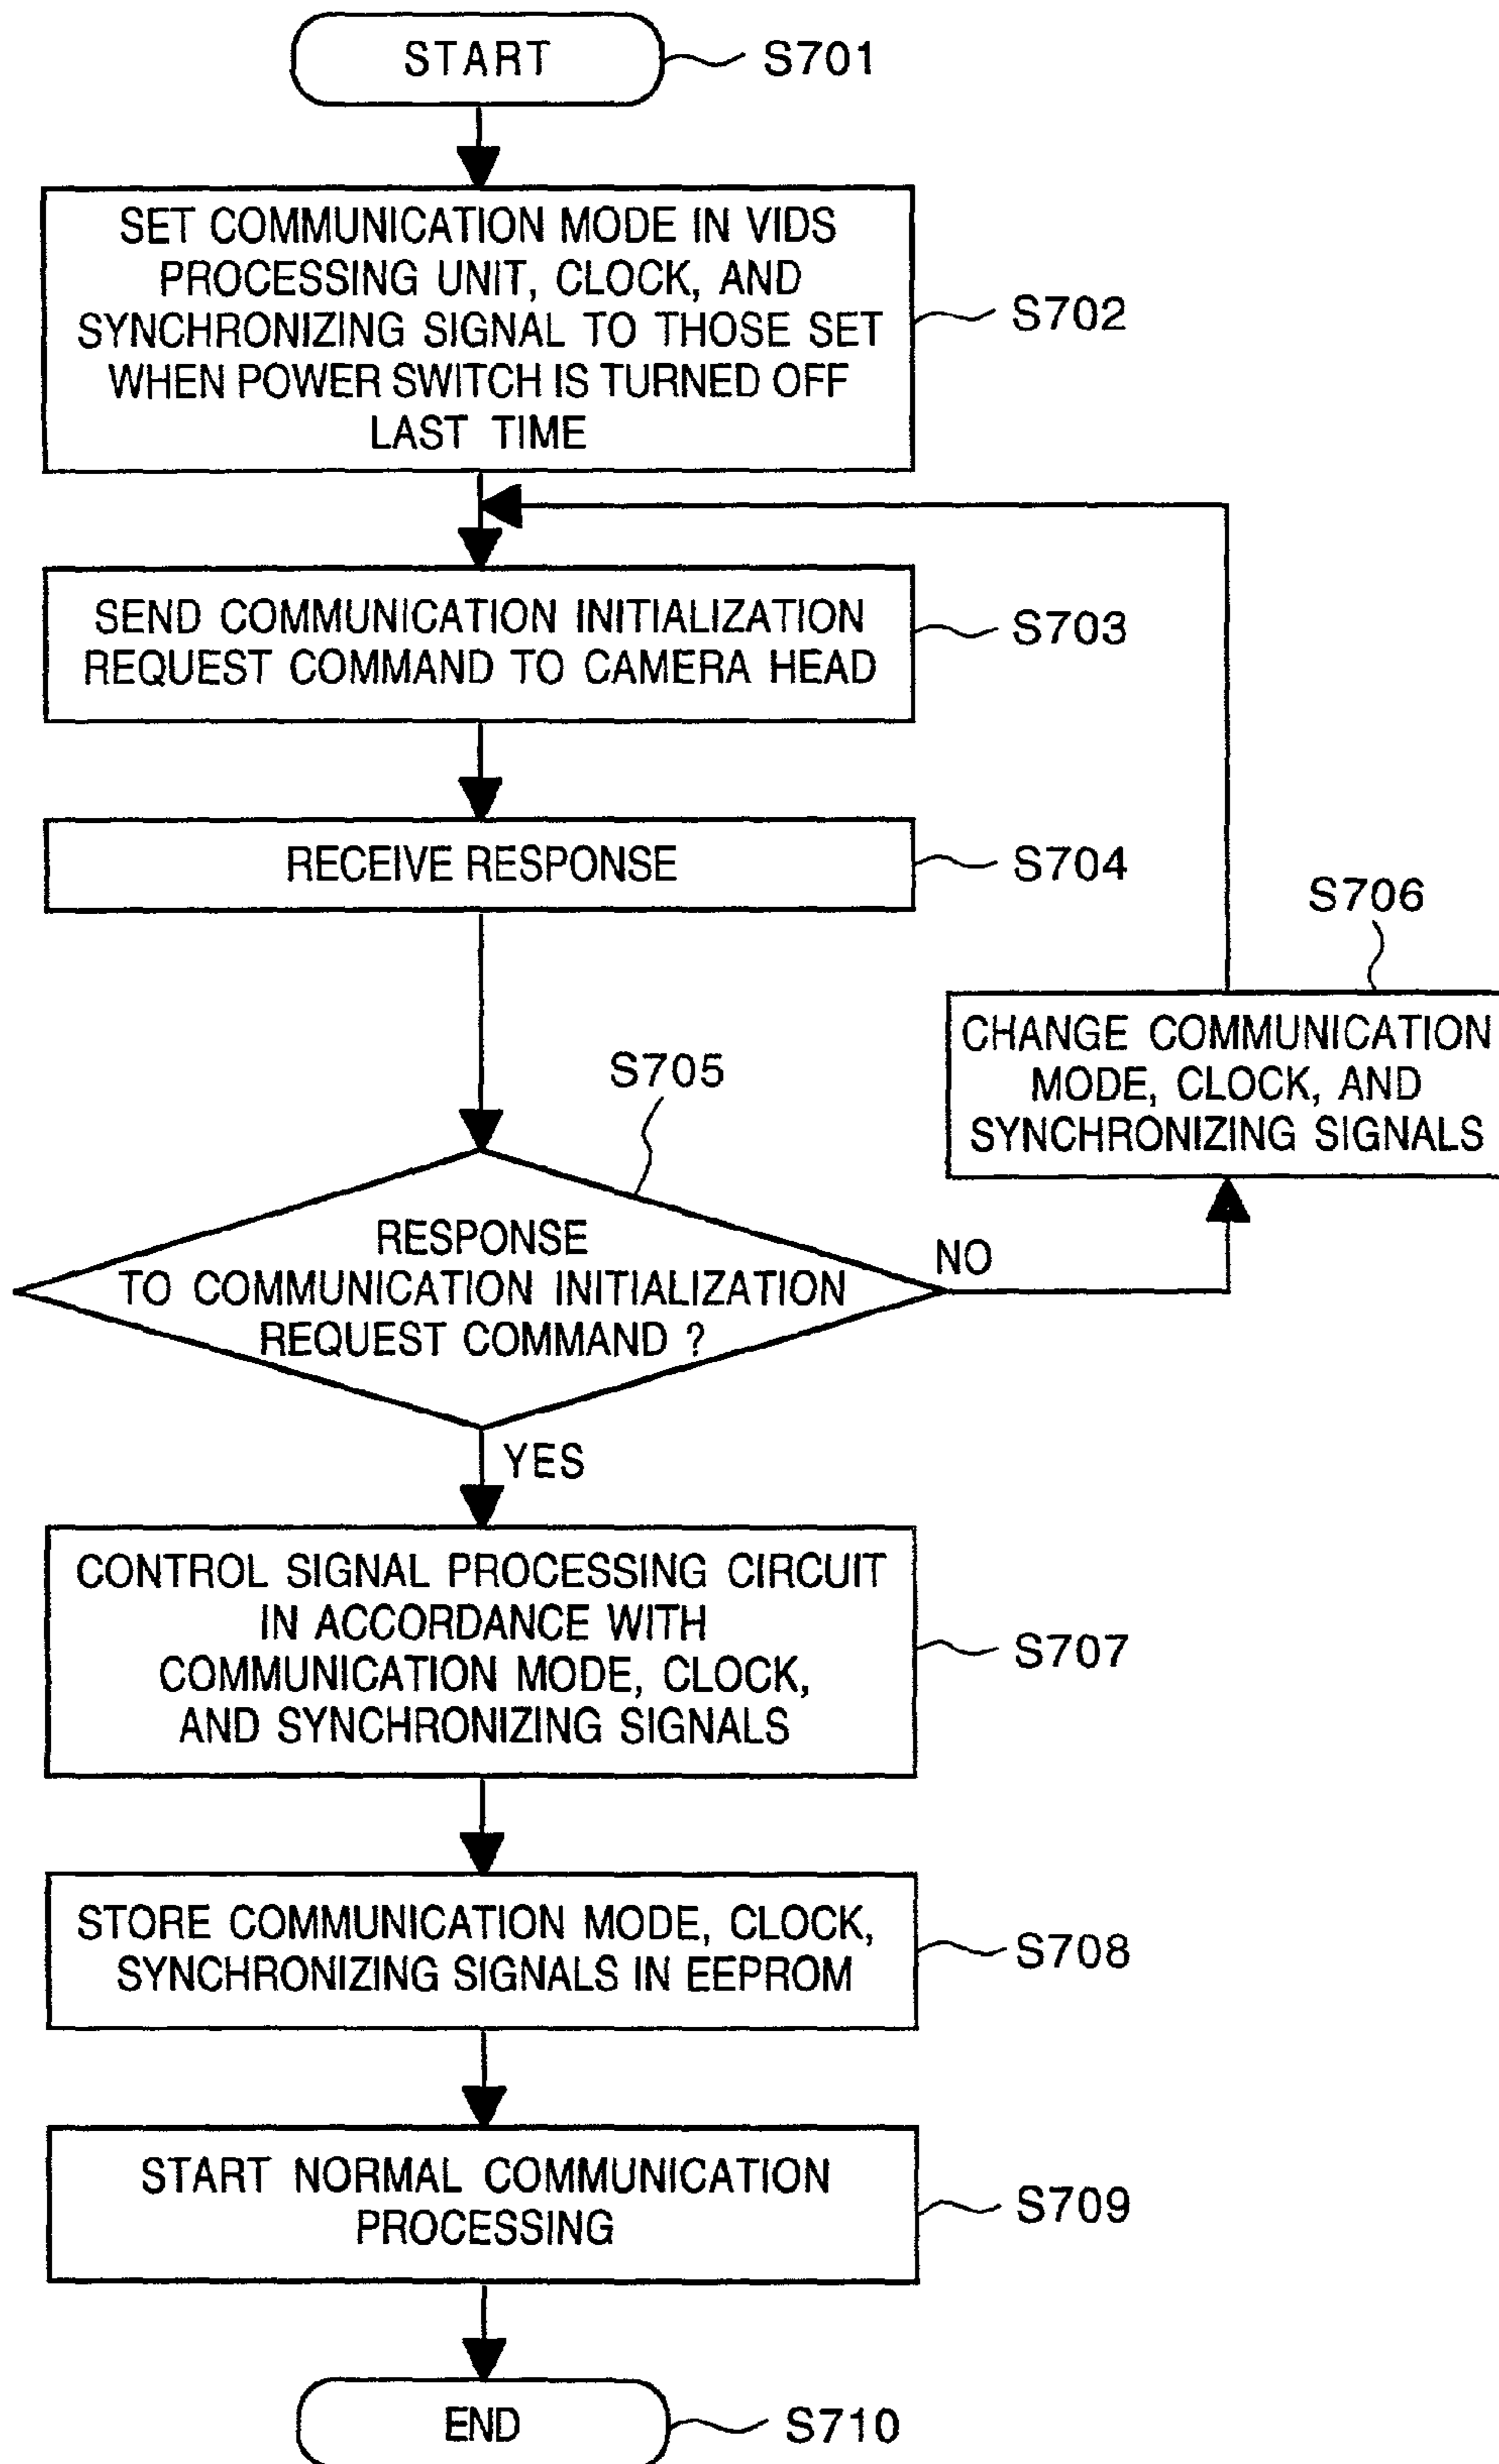 START
S701
SET COMMUNICATION MODE IN VIDS
PROCESSING UNIT, CLOCK, AND
SYNCHRONIZING SIGNAL TO THOSE SET
WHEN POWER SWITCH IS TURNED OFF
LAST TIME
S702
SEND COMMUNICATION INITIALIZATION
REQUEST COMMAND TO CAMERA HEAD
S703
RECEIVE RESPONSE
S704
S706
CHANGE COMMUNICATION
MODE, CLOCK, AND
SYNCHRONIZING SIGNALS
S705
RESPONSE
TO COMMUNICATION INITIALIZATION
REQUEST COMMAND ?
NO
YES
CONTROL SIGNAL PROCESSING CIRCUIT
IN ACCORDANCE WITH
COMMUNICATION MODE, CLOCK,
AND SYNCHRONIZING SIGNALS
S707
STORE COMMUNICATION MODE, CLOCK,
SYNCHRONIZING SIGNALS IN EEPROM
S708
START NORMAL COMMUNICATION
PROCESSING
S709
END
S710